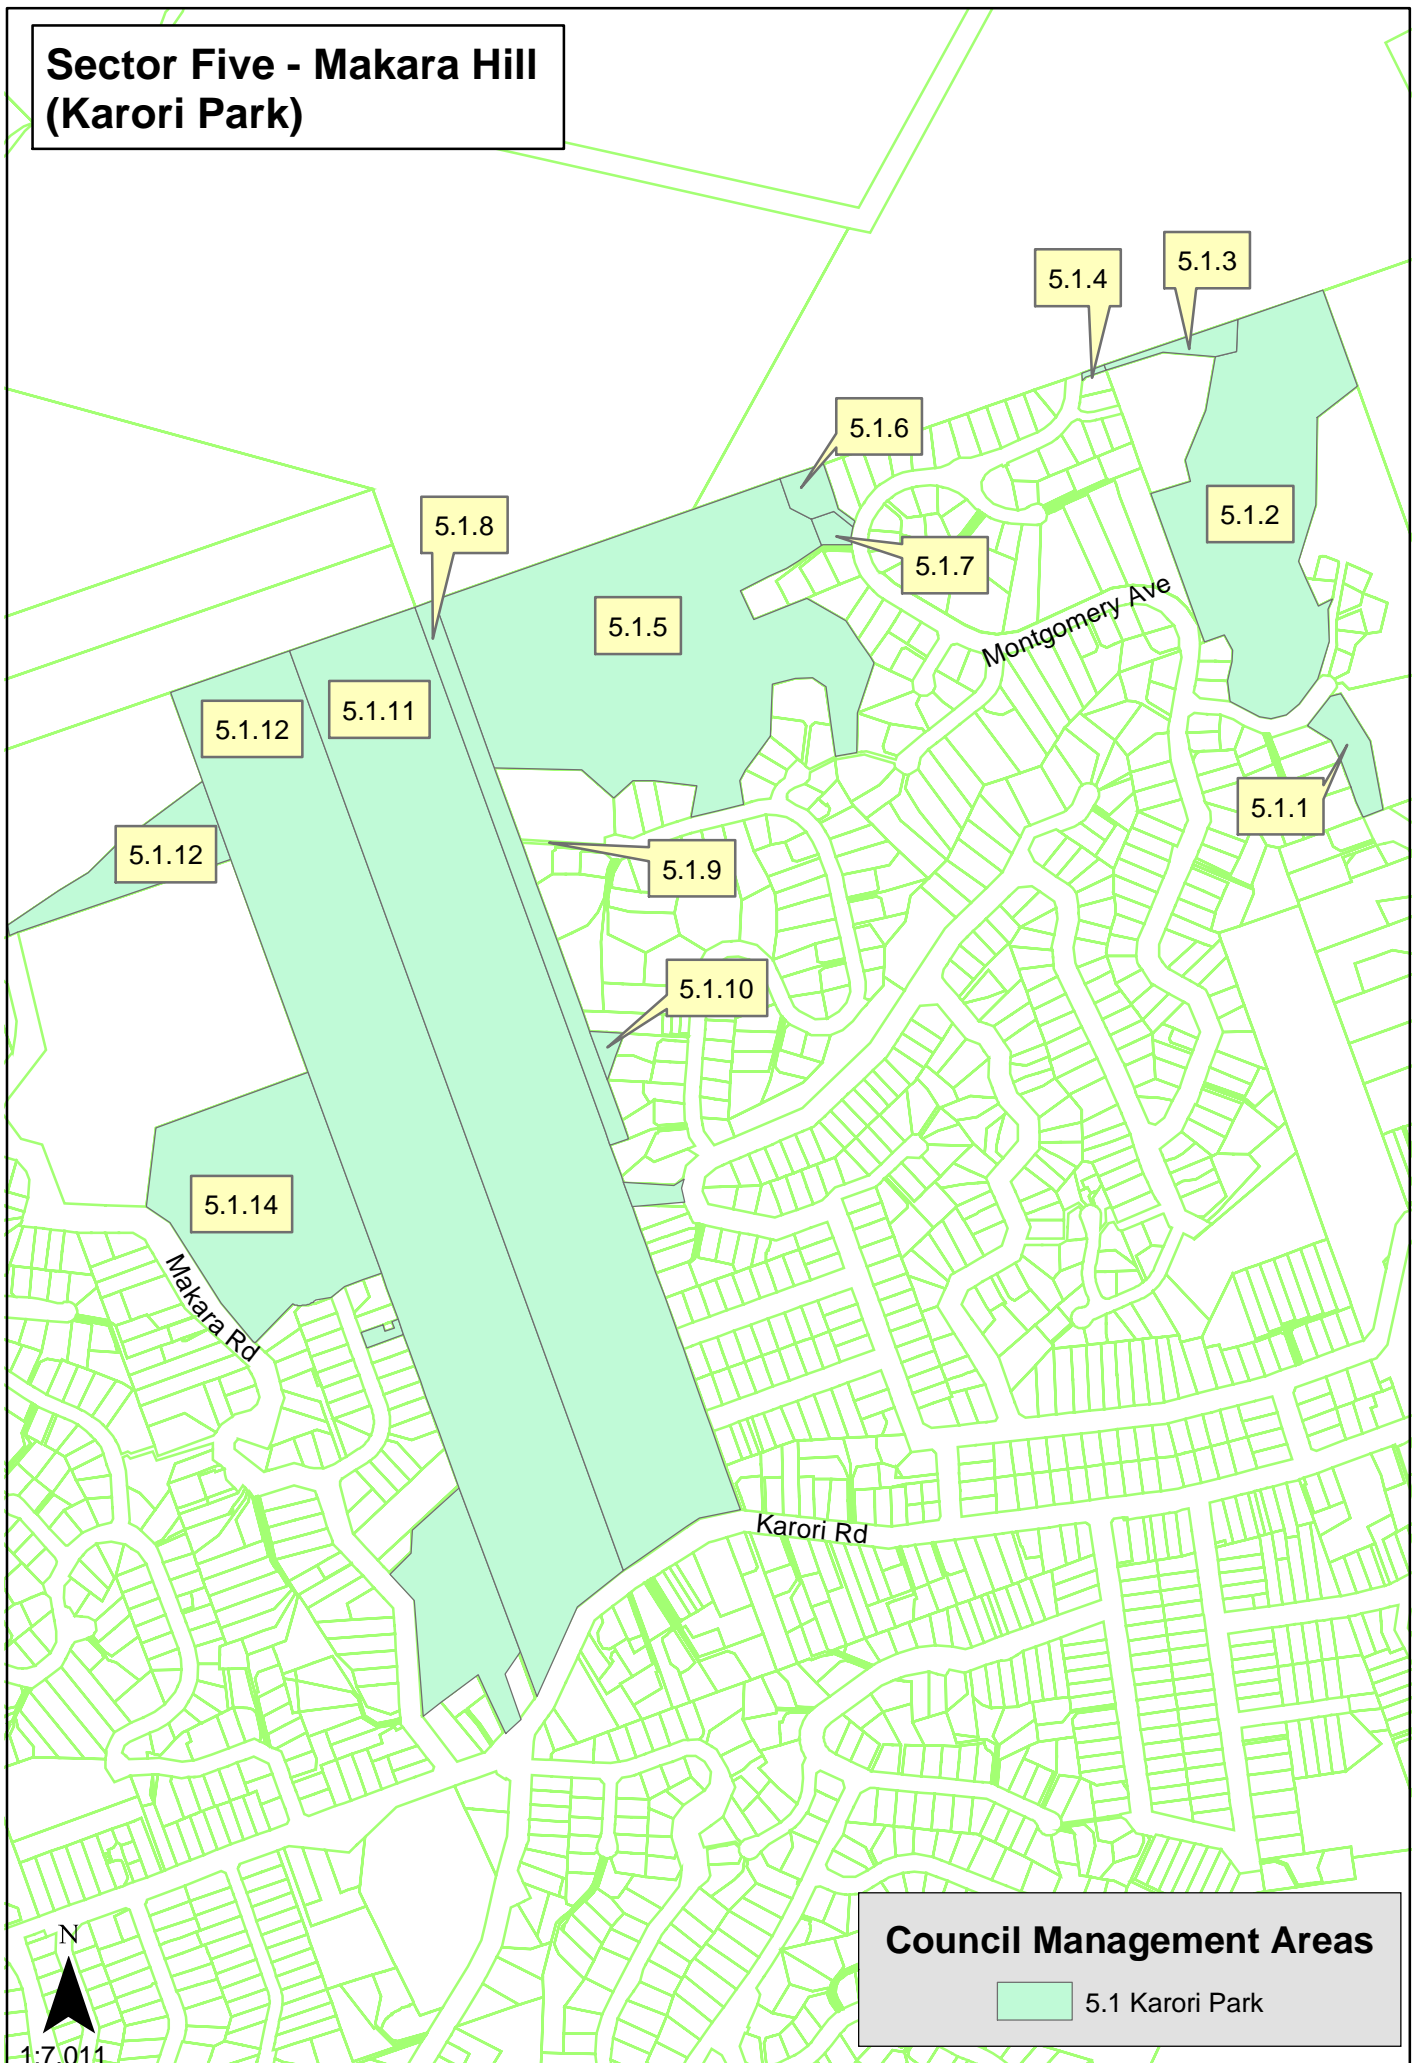 Sector Five - Makara Hill
(Karori Park)
5.1.3
5.1.4
5.1.6
5.1.8
5.1.2
5.1.7
5.1.5
Montgomery Ave
5.1.11
5.1.12
5.1.1
5.1.12
5.1.9
5.1.10
5.1.14
Makara Rd
Karori Rd
N
1:7,011
Council Management Areas
5.1 Karori Park